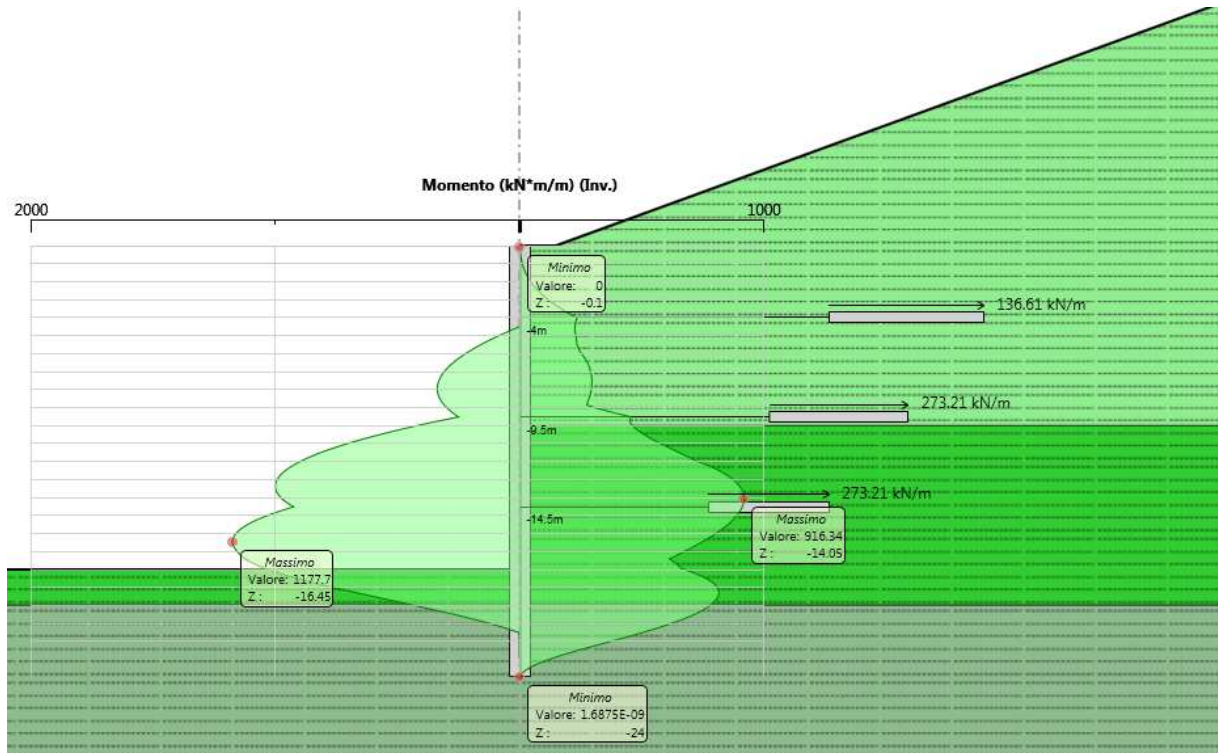 Momento (kN*m/m) (Inv.)
2000
1000
Minimo
Valore: 0
Z : -0.1
136.61 kN/m
-4m
273.21 kN/m
-9.5m
273.21 kN/m
-14.5m
Massimo
Valore: 916.34
Z : -14.05
Massimo
Valore: 1177.7
Z : -16.45
Minimo
Valore: 1.6875E-09
Z : -24